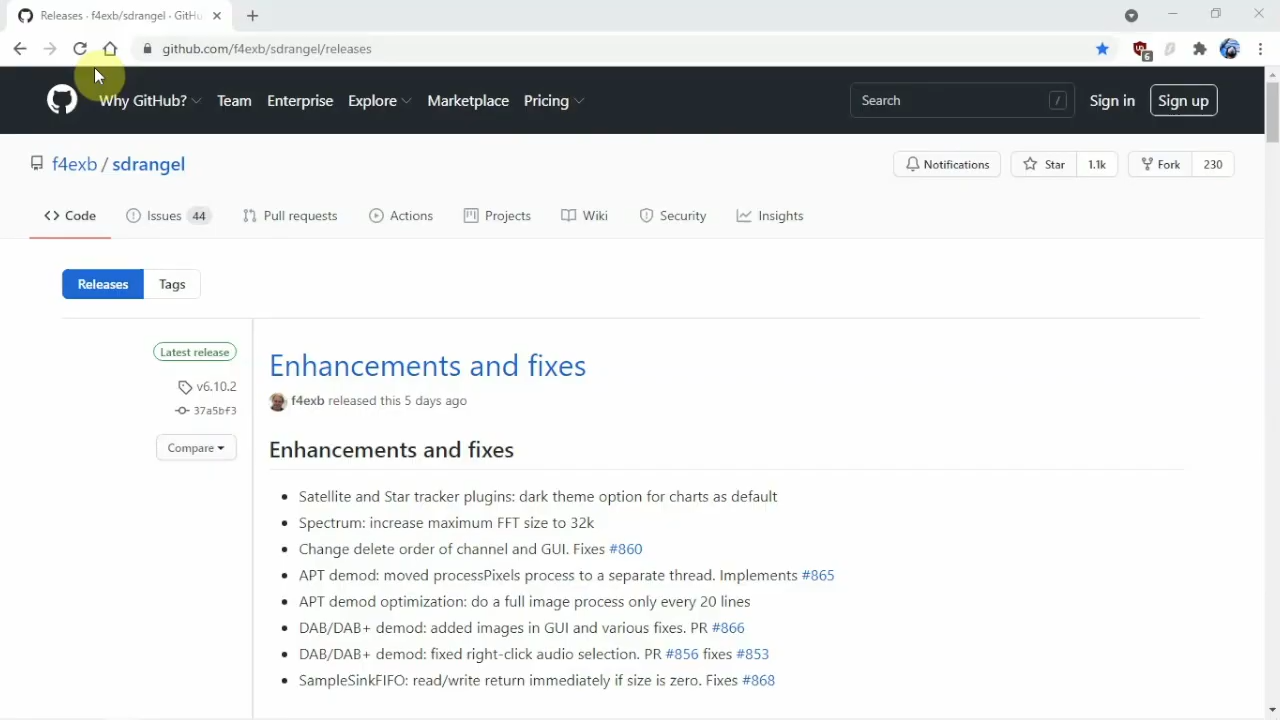 Releases · f4exb/sdrangel · GitHu
github.com/f4exb/sdrangel/releases
6
Why GitHub? Team Enterprise Explore Marketplace Pricing Search / Sign in Sign up
f4exb / sdrangel Notifications Star 1.1k Fork 230
Code Issues 44 Pull requests Actions Projects Wiki Security Insights
Releases Tags
Latest release
v6.10.2
37a5bf3
Compare
Enhancements and fixes
f4exb released this 5 days ago
Enhancements and fixes
Satellite and Star tracker plugins: dark theme option for charts as default
Spectrum: increase maximum FFT size to 32k
Change delete order of channel and GUI. Fixes #860
APT demod: moved processPixels process to a separate thread. Implements #865
APT demod optimization: do a full image process only every 20 lines
DAB/DAB+ demod: added images in GUI and various fixes. PR #866
DAB/DAB+ demod: fixed right-click audio selection. PR #856 fixes #853
SampleSinkFIFO: read/write return immediately if size is zero. Fixes #868